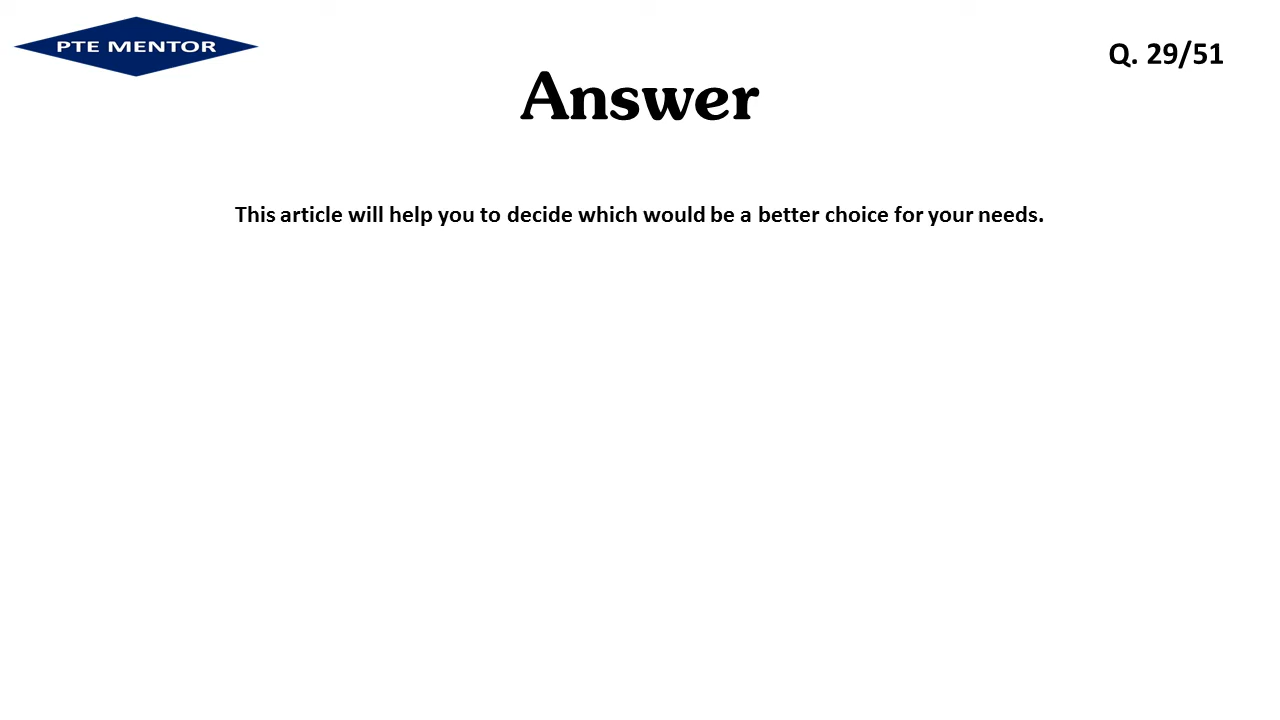 PTE MENTOR
Q. 29/51
Answer
This article will help you to decide which would be a better choice for your needs.